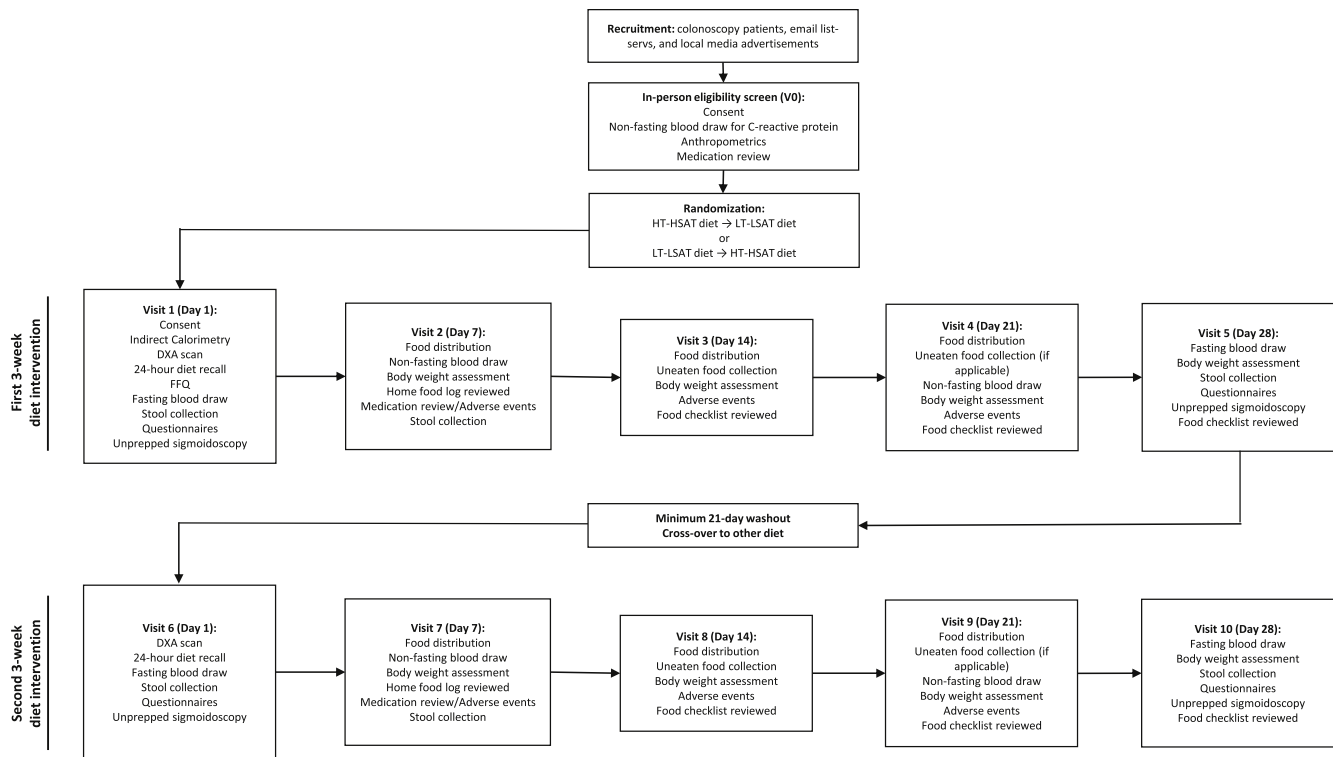 Recruitment: colonoscopy patients, email list-
servs, and local media advertisements
In-person eligibility screen (V0):
Consent
Non-fasting blood draw for C-reactive protein
Anthropometrics
Medication review
Randomization:
HT-HSAT diet → LT-LSAT diet
or
LT-LSAT diet → HT-HSAT diet
First 3-week
diet intervention
Visit 1 (Day 1):
Consent
Indirect Calorimetry
DXA scan
24-hour diet recall
FFQ
Fasting blood draw
Stool collection
Questionnaires
Unprepped sigmoidoscopy
Visit 2 (Day 7):
Food distribution
Non-fasting blood draw
Body weight assessment
Home food log reviewed
Medication review/Adverse events
Stool collection
Visit 3 (Day 14):
Food distribution
Uneaten food collection
Body weight assessment
Adverse events
Food checklist reviewed
Visit 4 (Day 21):
Food distribution
Uneaten food collection (if
applicable)
Non-fasting blood draw
Body weight assessment
Adverse events
Food checklist reviewed
Visit 5 (Day 28):
Fasting blood draw
Body weight assessment
Stool collection
Questionnaires
Unprepped sigmoidoscopy
Food checklist reviewed
Minimum 21-day washout
Cross-over to other diet
Second 3-week
diet intervention
Visit 6 (Day 1):
DXA scan
24-hour diet recall
Fasting blood draw
Stool collection
Questionnaires
Unprepped sigmoidoscopy
Visit 7 (Day 7):
Food distribution
Non-fasting blood draw
Body weight assessment
Home food log reviewed
Medication review/Adverse events
Stool collection
Visit 8 (Day 14):
Food distribution
Uneaten food collection
Body weight assessment
Adverse events
Food checklist reviewed
Visit 9 (Day 21):
Food distribution
Uneaten food collection (if
applicable)
Non-fasting blood draw
Body weight assessment
Adverse events
Food checklist reviewed
Visit 10 (Day 28):
Fasting blood draw
Body weight assessment
Stool collection
Questionnaires
Unprepped sigmoidoscopy
Food checklist reviewed